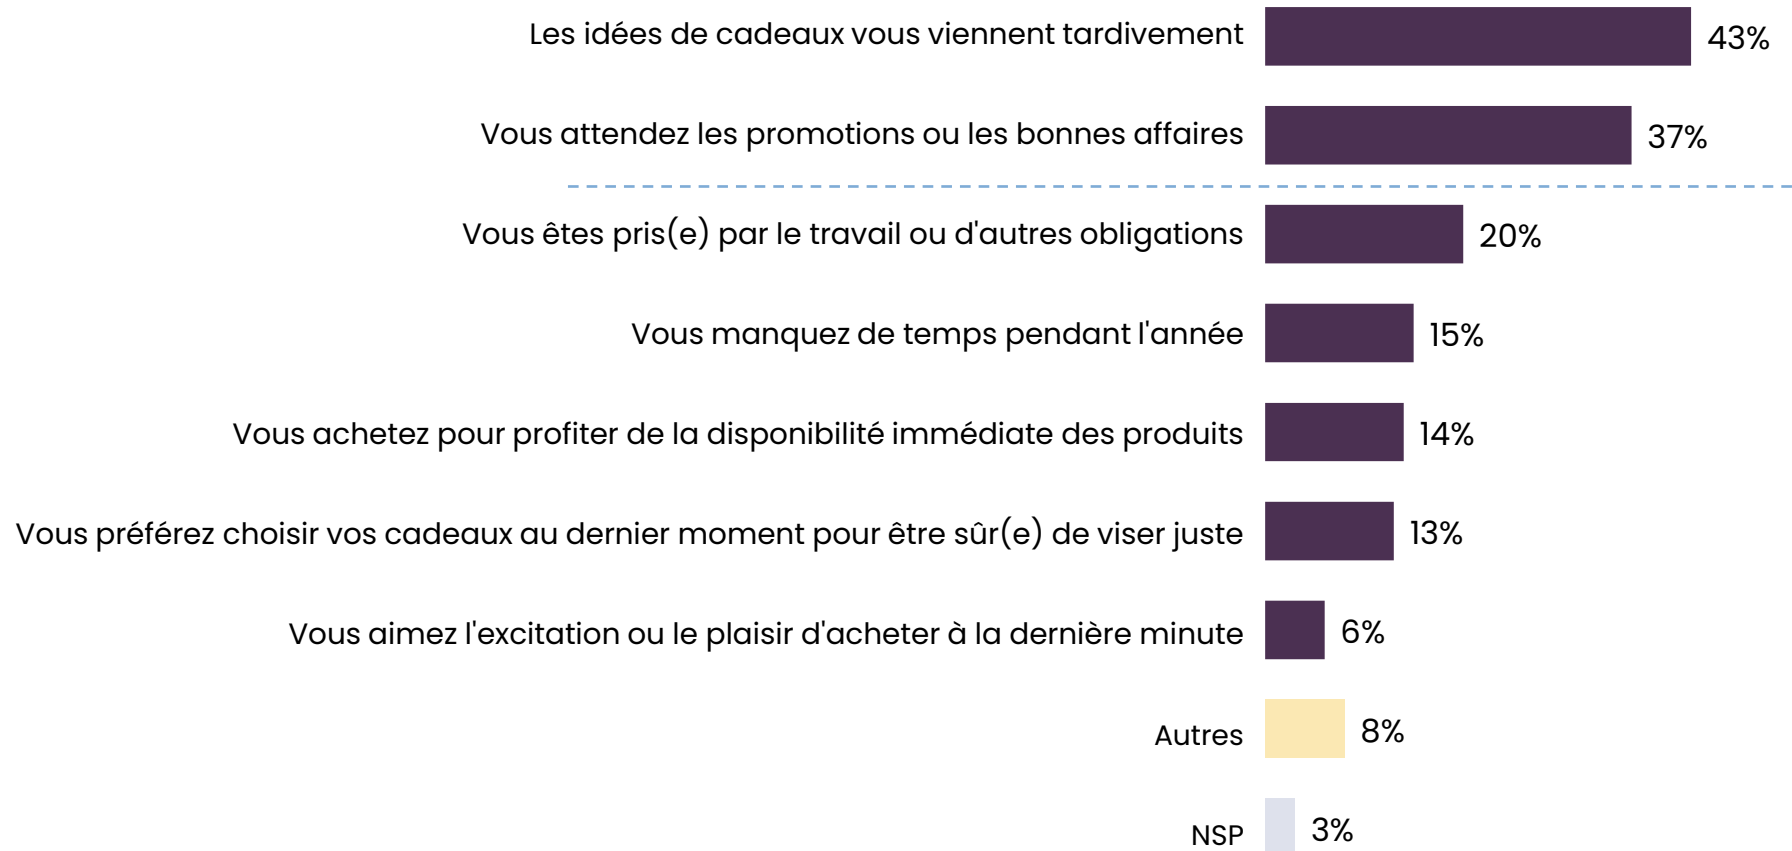 Les idées de cadeaux vous viennent tardivement 43%
Vous attendez les promotions ou les bonnes affaires 37%
Vous êtes pris(e) par le travail ou d'autres obligations 20%
Vous manquez de temps pendant l'année 15%
Vous achetez pour profiter de la disponibilité immédiate des produits 14%
Vous préférez choisir vos cadeaux au dernier moment pour être sûr(e) de viser juste 13%
Vous aimez l'excitation ou le plaisir d'acheter à la dernière minute 6%
Autres 8%
NSP 3%